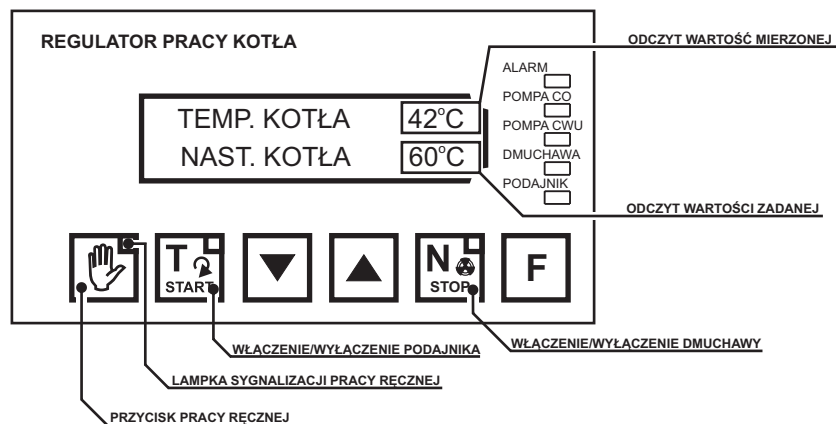 REGULATOR PRACY KOTŁA
ODCZYT WARTOŚĆ MIERZONEJ
ALARM
POMPA CO
POMPA CWU
DMUCHAWA
PODAJNIK
TEMP. KOTŁA 42°C
NAST. KOTŁA 60°C
ODCZYT WARTOŚCI ZADANEJ
T START
N STOP
F
WŁĄCZENIE/WYŁĄCZENIE PODAJNIKA
WŁĄCZENIE/WYŁĄCZENIE DMUCHAWY
LAMPKA SYGNALIZACJI PRACY RĘCZNEJ
PRZYCISK PRACY RĘCZNEJ